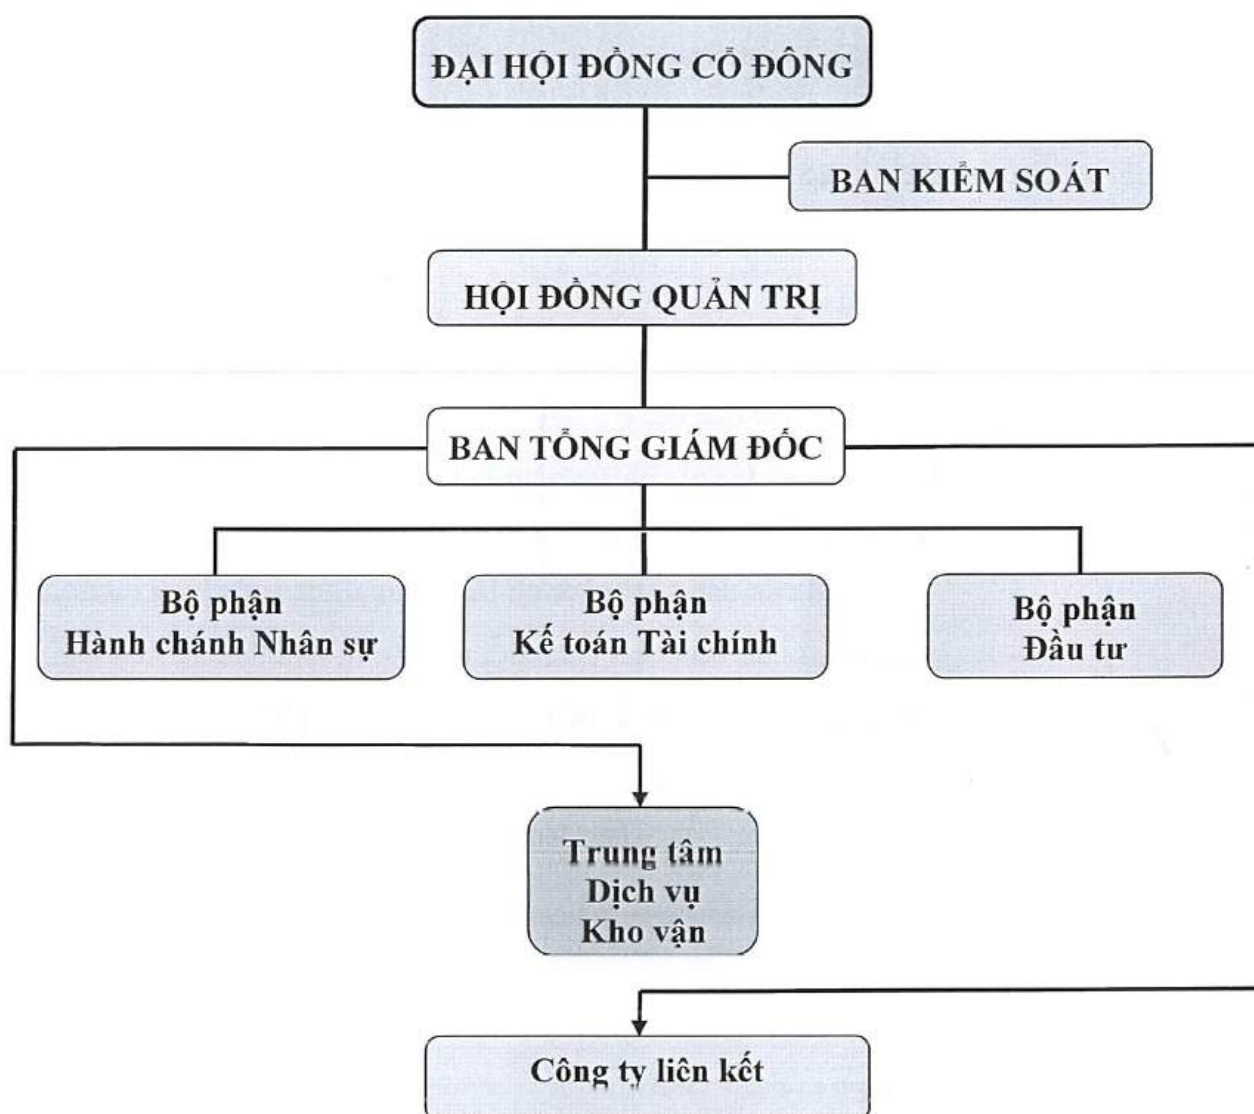 ĐẠI HỘI ĐỒNG CỔ ĐÔNG
BAN KIỂM SOÁT
HỘI ĐỒNG QUẢN TRỊ
BAN TỔNG GIÁM ĐỐC
Bộ phận
Hành chánh Nhân sự
Bộ phận
Kế toán Tài chính
Bộ phận
Đầu tư
Trung tâm
Dịch vụ
Kho vận
Công ty liên kết